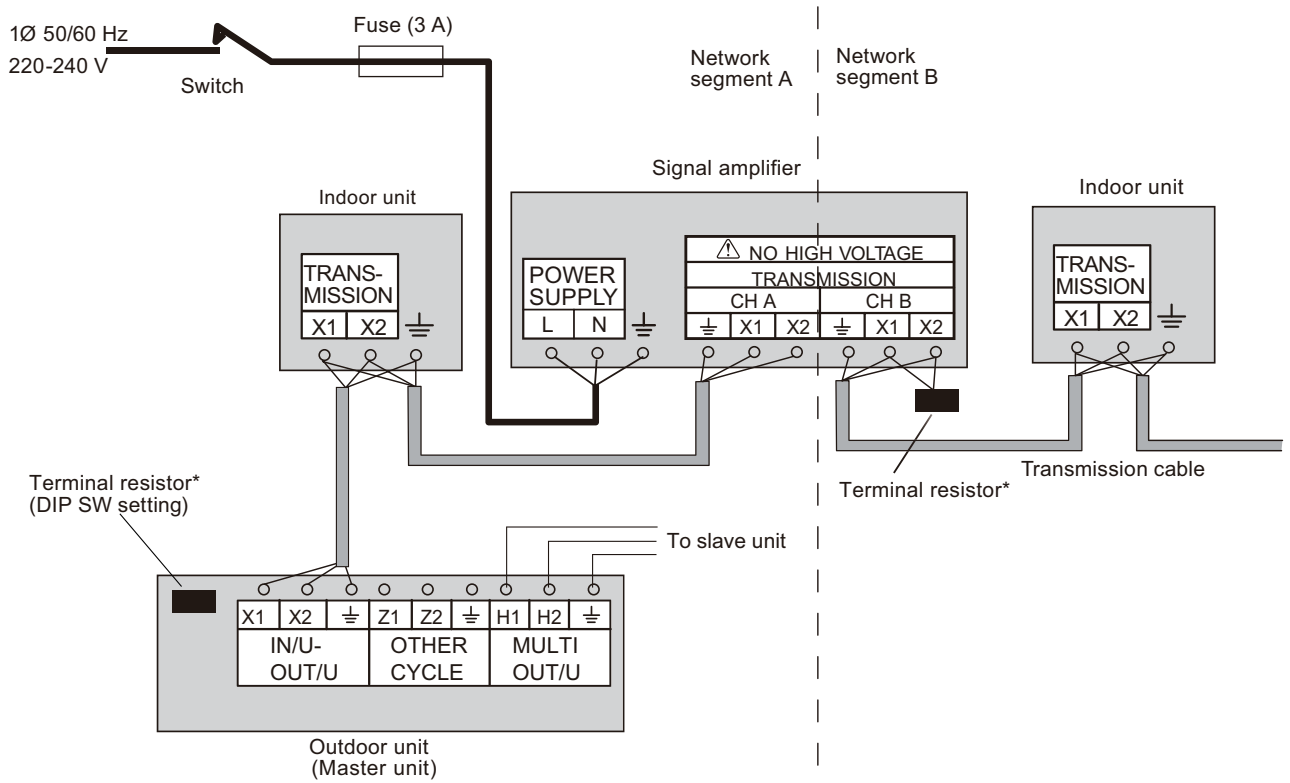 1Ø 50/60 Hz
220-240 V
Switch
Fuse (3 A)
Network
segment A
Network
segment B
Signal amplifier
Indoor unit
TRANS-
MISSION
X1 X2
POWER
SUPPLY
L N
NO HIGH VOLTAGE
TRANSMISSION
CH A CH B
X1 X2 X1 X2
Indoor unit
TRANS-
MISSION
X1 X2
Terminal resistor*
(DIP SW setting)
Terminal resistor*
Transmission cable
To slave unit
X1 X2 Z1 Z2 H1 H2
IN/U-
OUT/U
OTHER
CYCLE
MULTI
OUT/U
Outdoor unit
(Master unit)